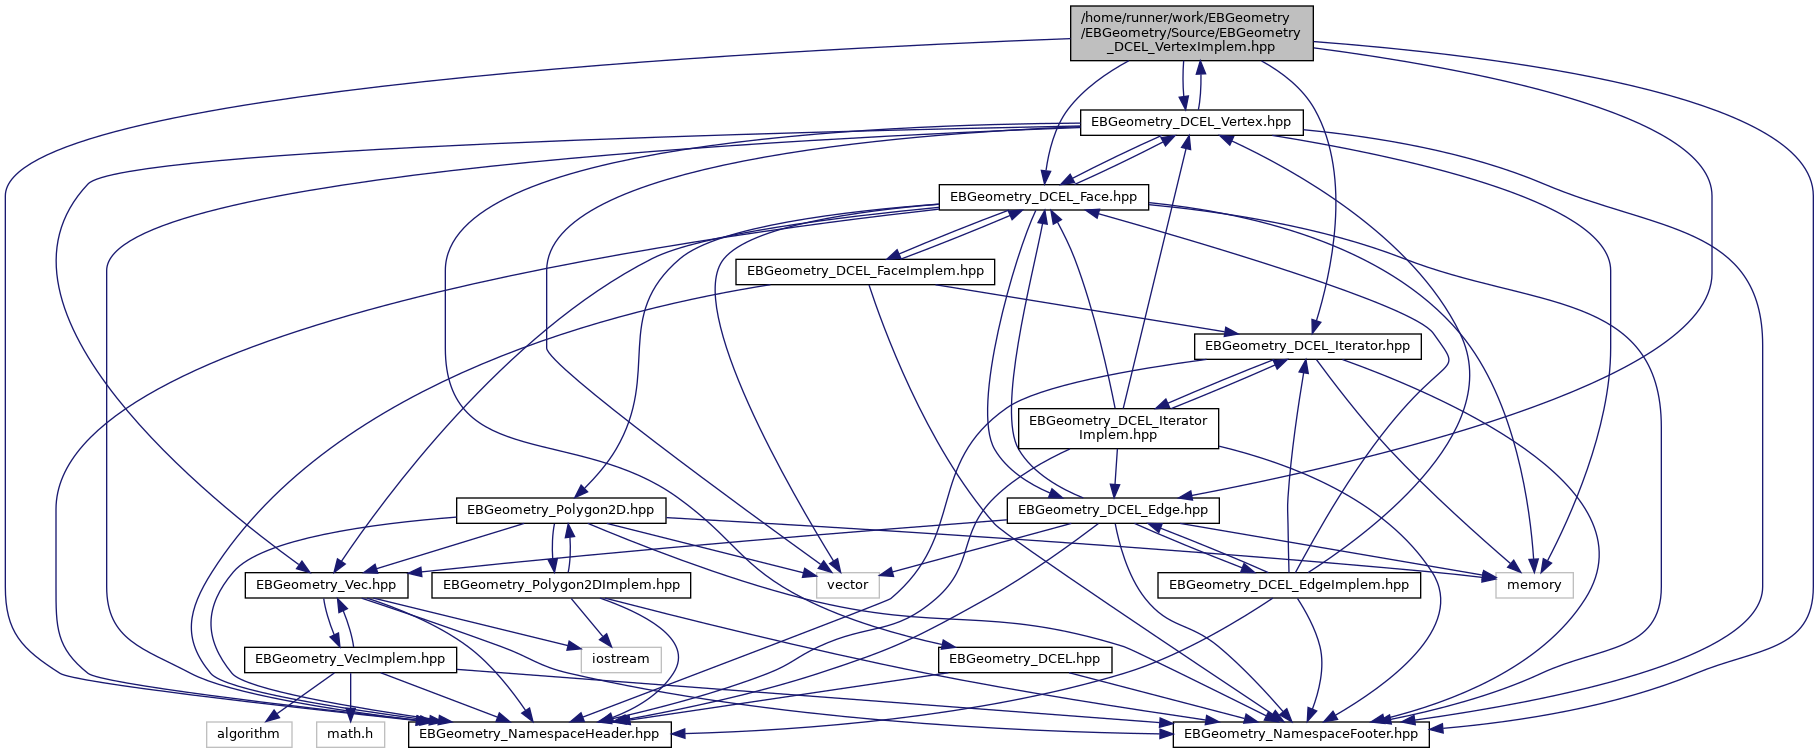 /home/runner/work/EBGeometry
/EBGeometry/Source/EBGeometry
_DCEL_VertexImplem.hpp
EBGeometry_DCEL_Vertex.hpp
EBGeometry_DCEL_Face.hpp
EBGeometry_DCEL_FaceImplem.hpp
EBGeometry_DCEL_Iterator.hpp
EBGeometry_DCEL_Iterator
Implem.hpp
EBGeometry_Polygon2D.hpp
EBGeometry_DCEL_Edge.hpp
EBGeometry_Vec.hpp
EBGeometry_Polygon2DImplem.hpp
vector
EBGeometry_DCEL_EdgeImplem.hpp
memory
EBGeometry_VecImplem.hpp
iostream
EBGeometry_DCEL.hpp
algorithm
math.h
EBGeometry_NamespaceHeader.hpp
EBGeometry_NamespaceFooter.hpp